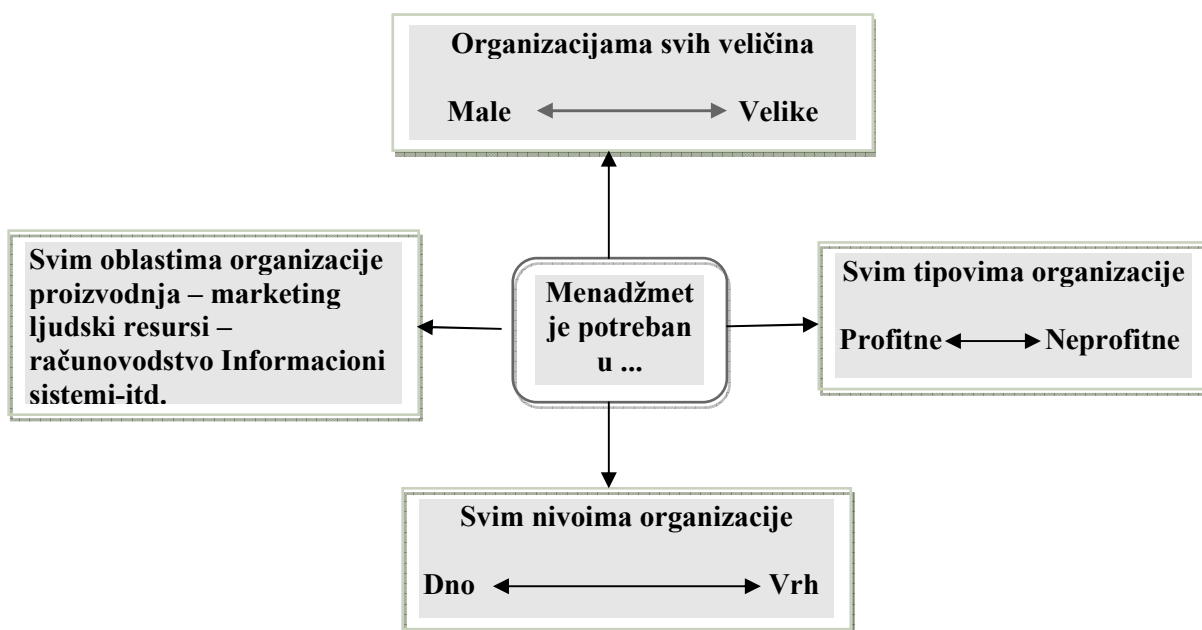 Organizacijama svih veličina
Male Velike
Svim oblastima organizacije
proizvodnja – marketing
ljudski resursi –
računovodstvo Informacioni
sistemi-itd.
Menadžmet
je potreban
u ...
Svim tipovima organizacije
Profitne Neprofitne
Svim nivoima organizacije
Dno Vrh